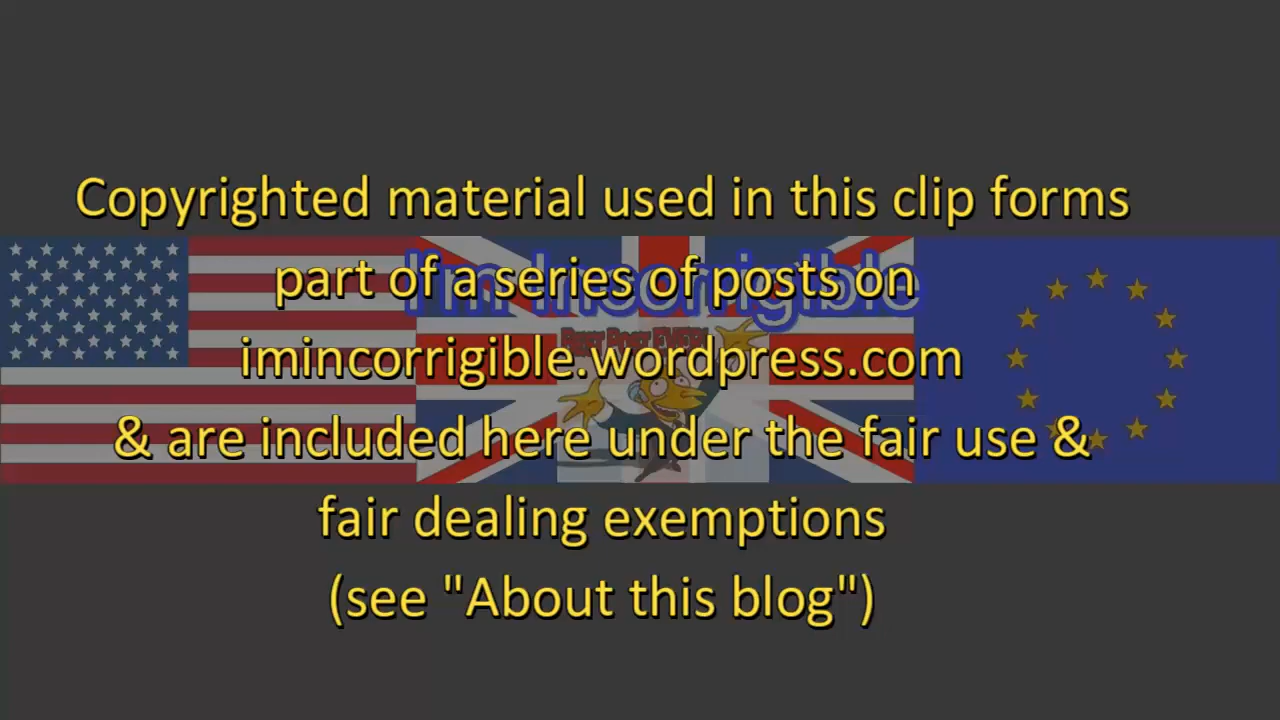 Copyrighted material used in this clip forms
part of a series of posts on
I'm Incorrigible
imincorrigible.wordpress.com
& are included here under the fair use &
fair dealing exemptions
(see "About this blog")